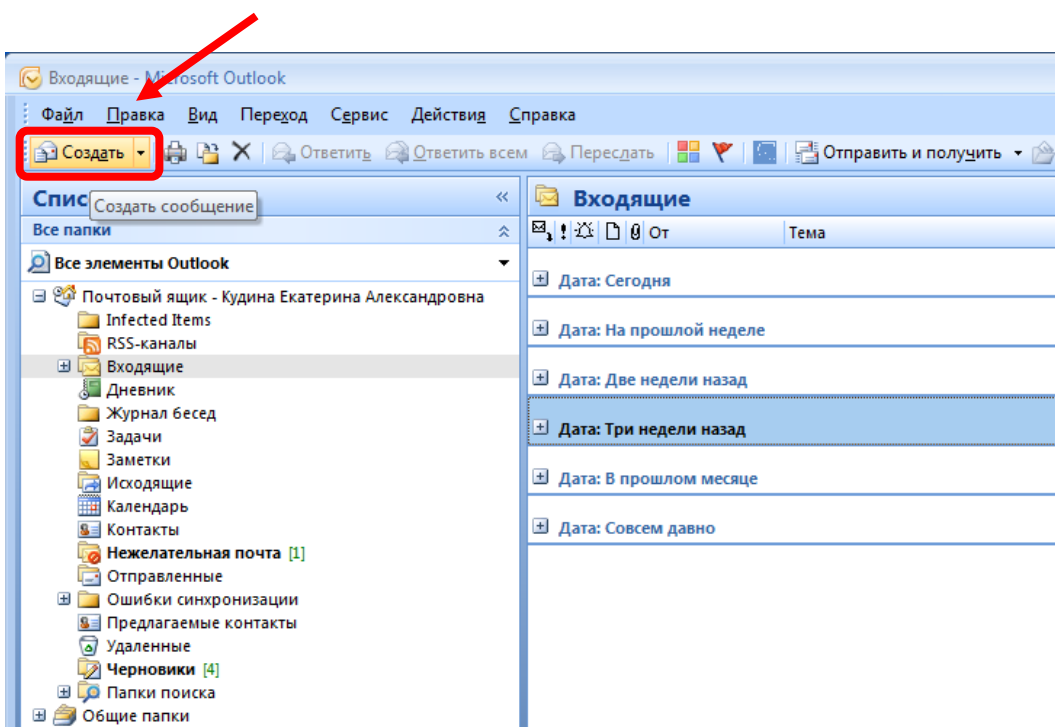 Входящие - Microsoft Outlook
Файл Правка Вид Переход Сервис Действия Справка
Создать Ответить Ответить всем Переслать Отправить и получить
Спис
Создать сообщение
Все папки
Все элементы Outlook
Почтовый ящик - Кудина Екатерина Александровна
Infected Items
RSS-каналы
Входящие
Дневник
Журнал бесед
Задачи
Заметки
Исходящие
Календарь
Контакты
Нежелательная почта [1]
Отправленные
Ошибки синхронизации
Предлагаемые контакты
Удаленные
Черновики [4]
Папки поиска
Общие папки
Входящие
От Тема
Дата: Сегодня
Дата: На прошлой неделе
Дата: Две недели назад
Дата: Три недели назад
Дата: В прошлом месяце
Дата: Совсем давно